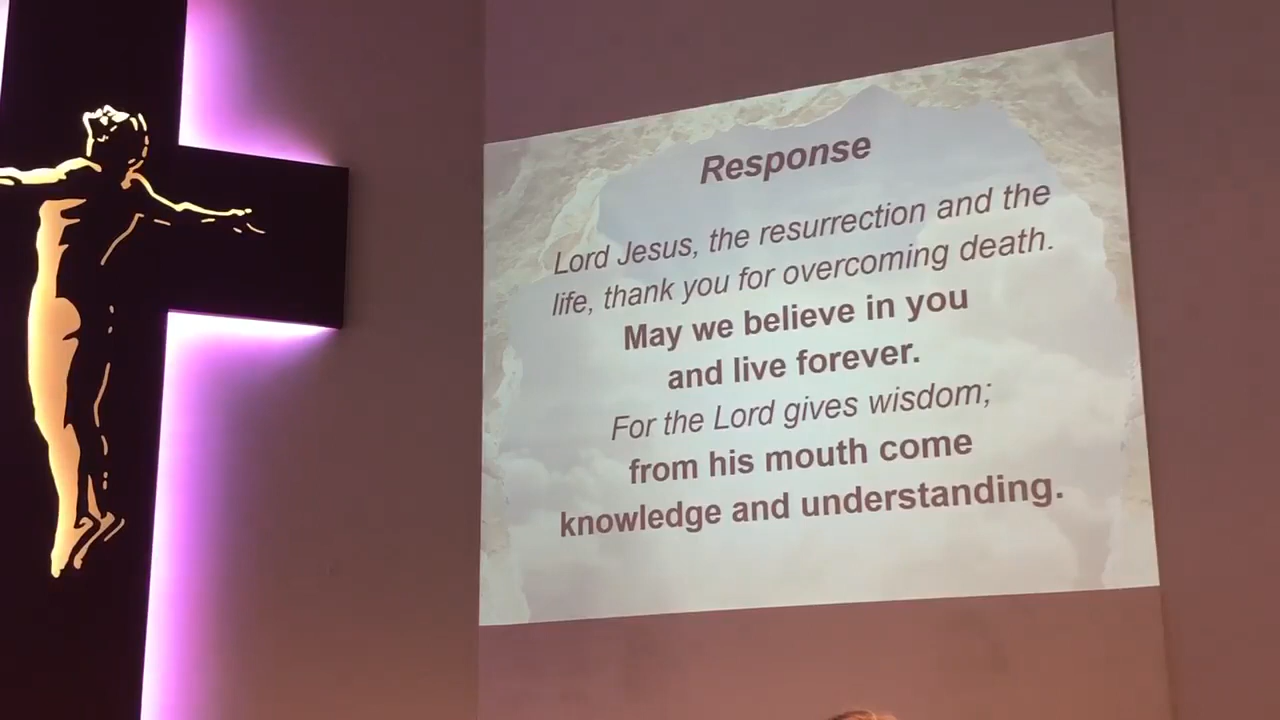 Response
Lord Jesus, the resurrection and the
life, thank you for overcoming death.
May we believe in you
and live forever.
For the Lord gives wisdom;
from his mouth come
knowledge and understanding.